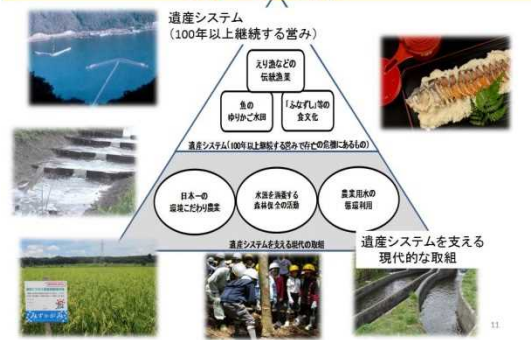 遺産システム
(100年以上継続する営み)
えり漁などの
伝統漁業
魚の
ゆりかご水田
「ふなずし」等の
食文化
遺産システム(100年以上継続する営みで存亡の危機にあるもの)
日本一の
環境こだわり農業
水源を涵養する
森林保全の活動
農業用水の
循環利用
遺産システムを支える現代の取組
遺産システムを支える
現代的な取組
みずかがみ
11